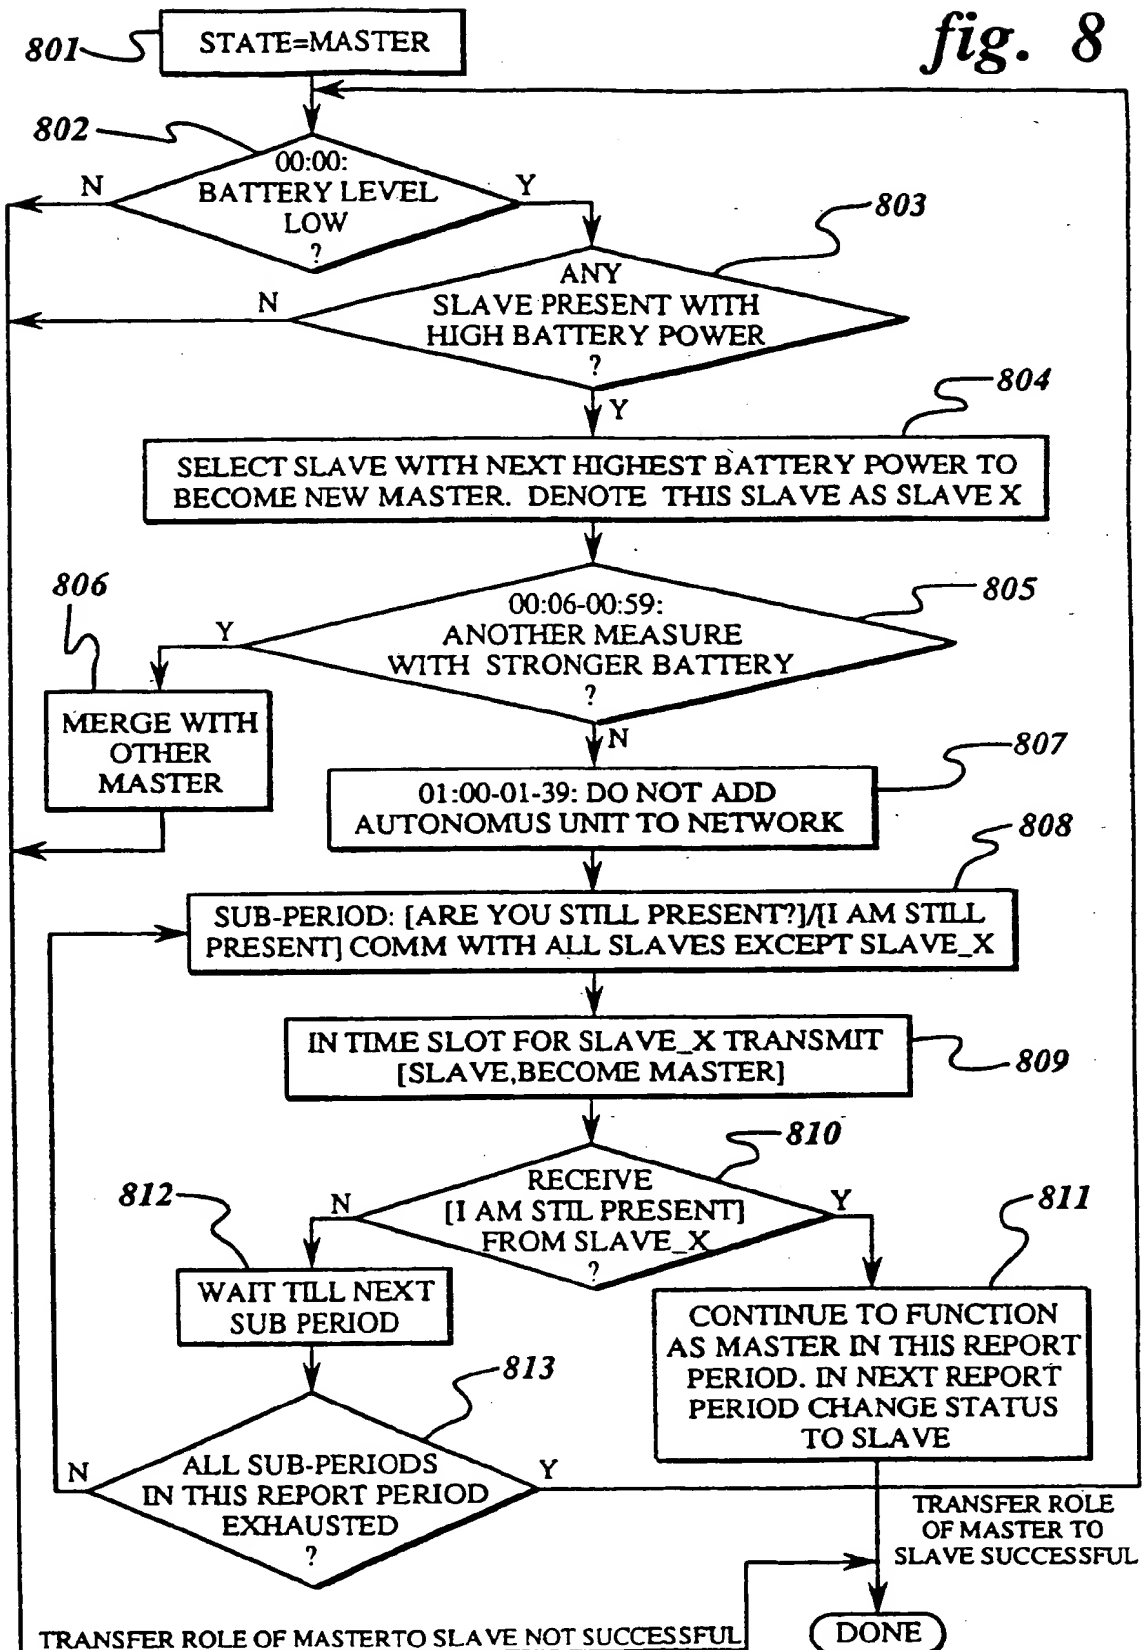 fig. 8
801
STATE=MASTER
802
00:00:
BATTERY LEVEL
LOW
?
N
Y
803
ANY
SLAVE PRESENT WITH
HIGH BATTERY POWER
?
N
Y
804
SELECT SLAVE WITH NEXT HIGHEST BATTERY POWER TO
BECOME NEW MASTER. DENOTE THIS SLAVE AS SLAVE X
805
00:06-00:59:
ANOTHER MEASURE
WITH STRONGER BATTERY
?
Y
N
806
MERGE WITH
OTHER
MASTER
807
01:00-01-39: DO NOT ADD
AUTONOMUS UNIT TO NETWORK
808
SUB-PERIOD: [ARE YOU STILL PRESENT?]/[I AM STILL
PRESENT] COMM WITH ALL SLAVES EXCEPT SLAVE_X
IN TIME SLOT FOR SLAVE_X TRANSMIT
[SLAVE,BECOME MASTER]
809
810
RECEIVE
[I AM STIL PRESENT]
FROM SLAVE_X
?
N
Y
812
WAIT TILL NEXT
SUB PERIOD
811
CONTINUE TO FUNCTION
AS MASTER IN THIS REPORT
PERIOD. IN NEXT REPORT
PERIOD CHANGE STATUS
TO SLAVE
813
ALL SUB-PERIODS
IN THIS REPORT PERIOD
EXHAUSTED
?
N
Y
TRANSFER ROLE
OF MASTER TO
SLAVE SUCCESSFUL
TRANSFER ROLE OF MASTERTO SLAVE NOT SUCCESSFUL
DONE